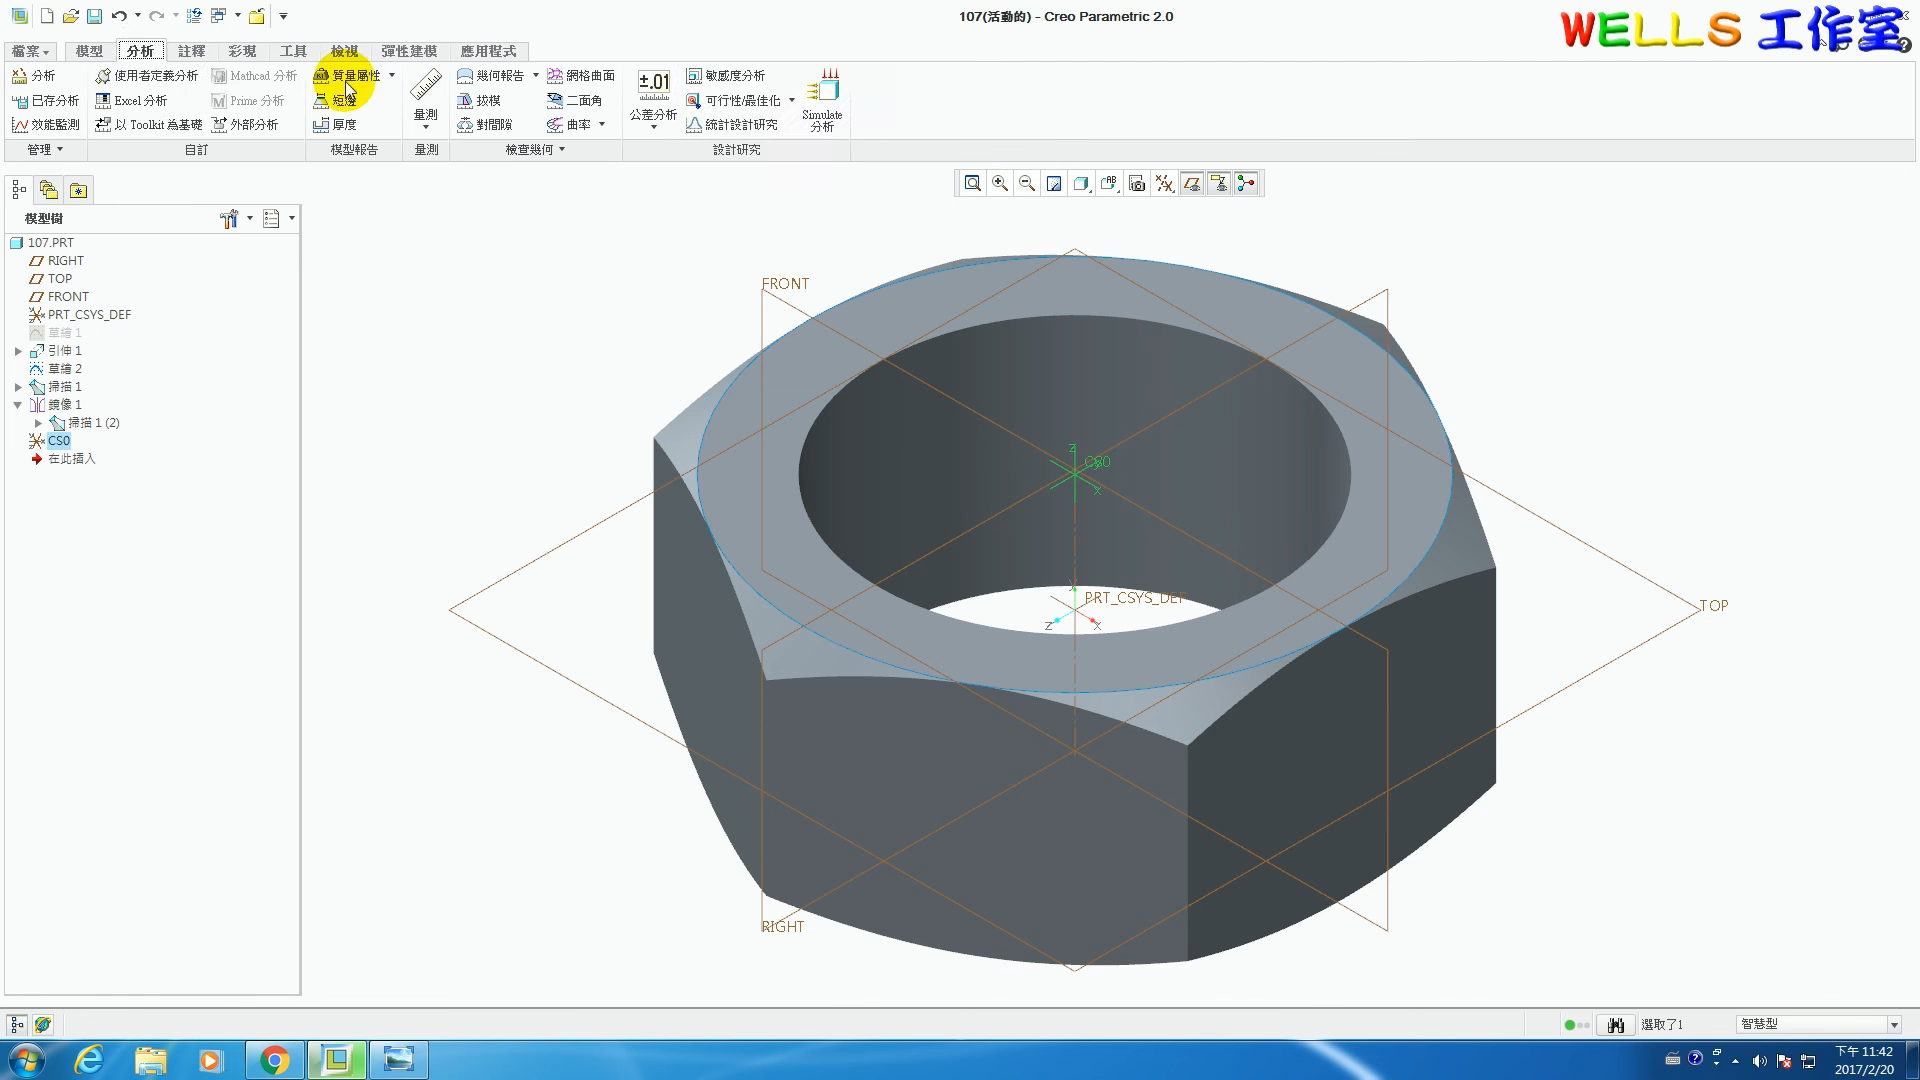 107(活動的) - Creo Parametric 2.0
WELLS 工作室
檔案 模型 分析 註釋 彩現 工具 檢視 彈性建模 應用程式
分析 使用者定義分析 Mathcad 分析 質量屬性 幾何報告 網格曲面 敏感度分析
已存分析 Excel 分析 Prime 分析 短邊 量測 拔模 二面角 公差分析 可行性/最佳化 Simulate 分析
效能監測 以 Toolkit 為基礎 外部分析 厚度 對間隙 曲率 統計設計研究
管理 自訂 模型報告 量測 檢查幾何 設計研究
模型樹
107.PRT
RIGHT
TOP
FRONT
PRT_CSYS_DEF
草繪 1
引伸 1
草繪 2
掃描 1
鏡像 1
掃描 1 (2)
CS0
在此插入
FRONT
Z
CS0
X
y
PRT_CSYS_DEF
Z X
TOP
RIGHT
選取了1 智慧型
下午 11:42
2017/2/20